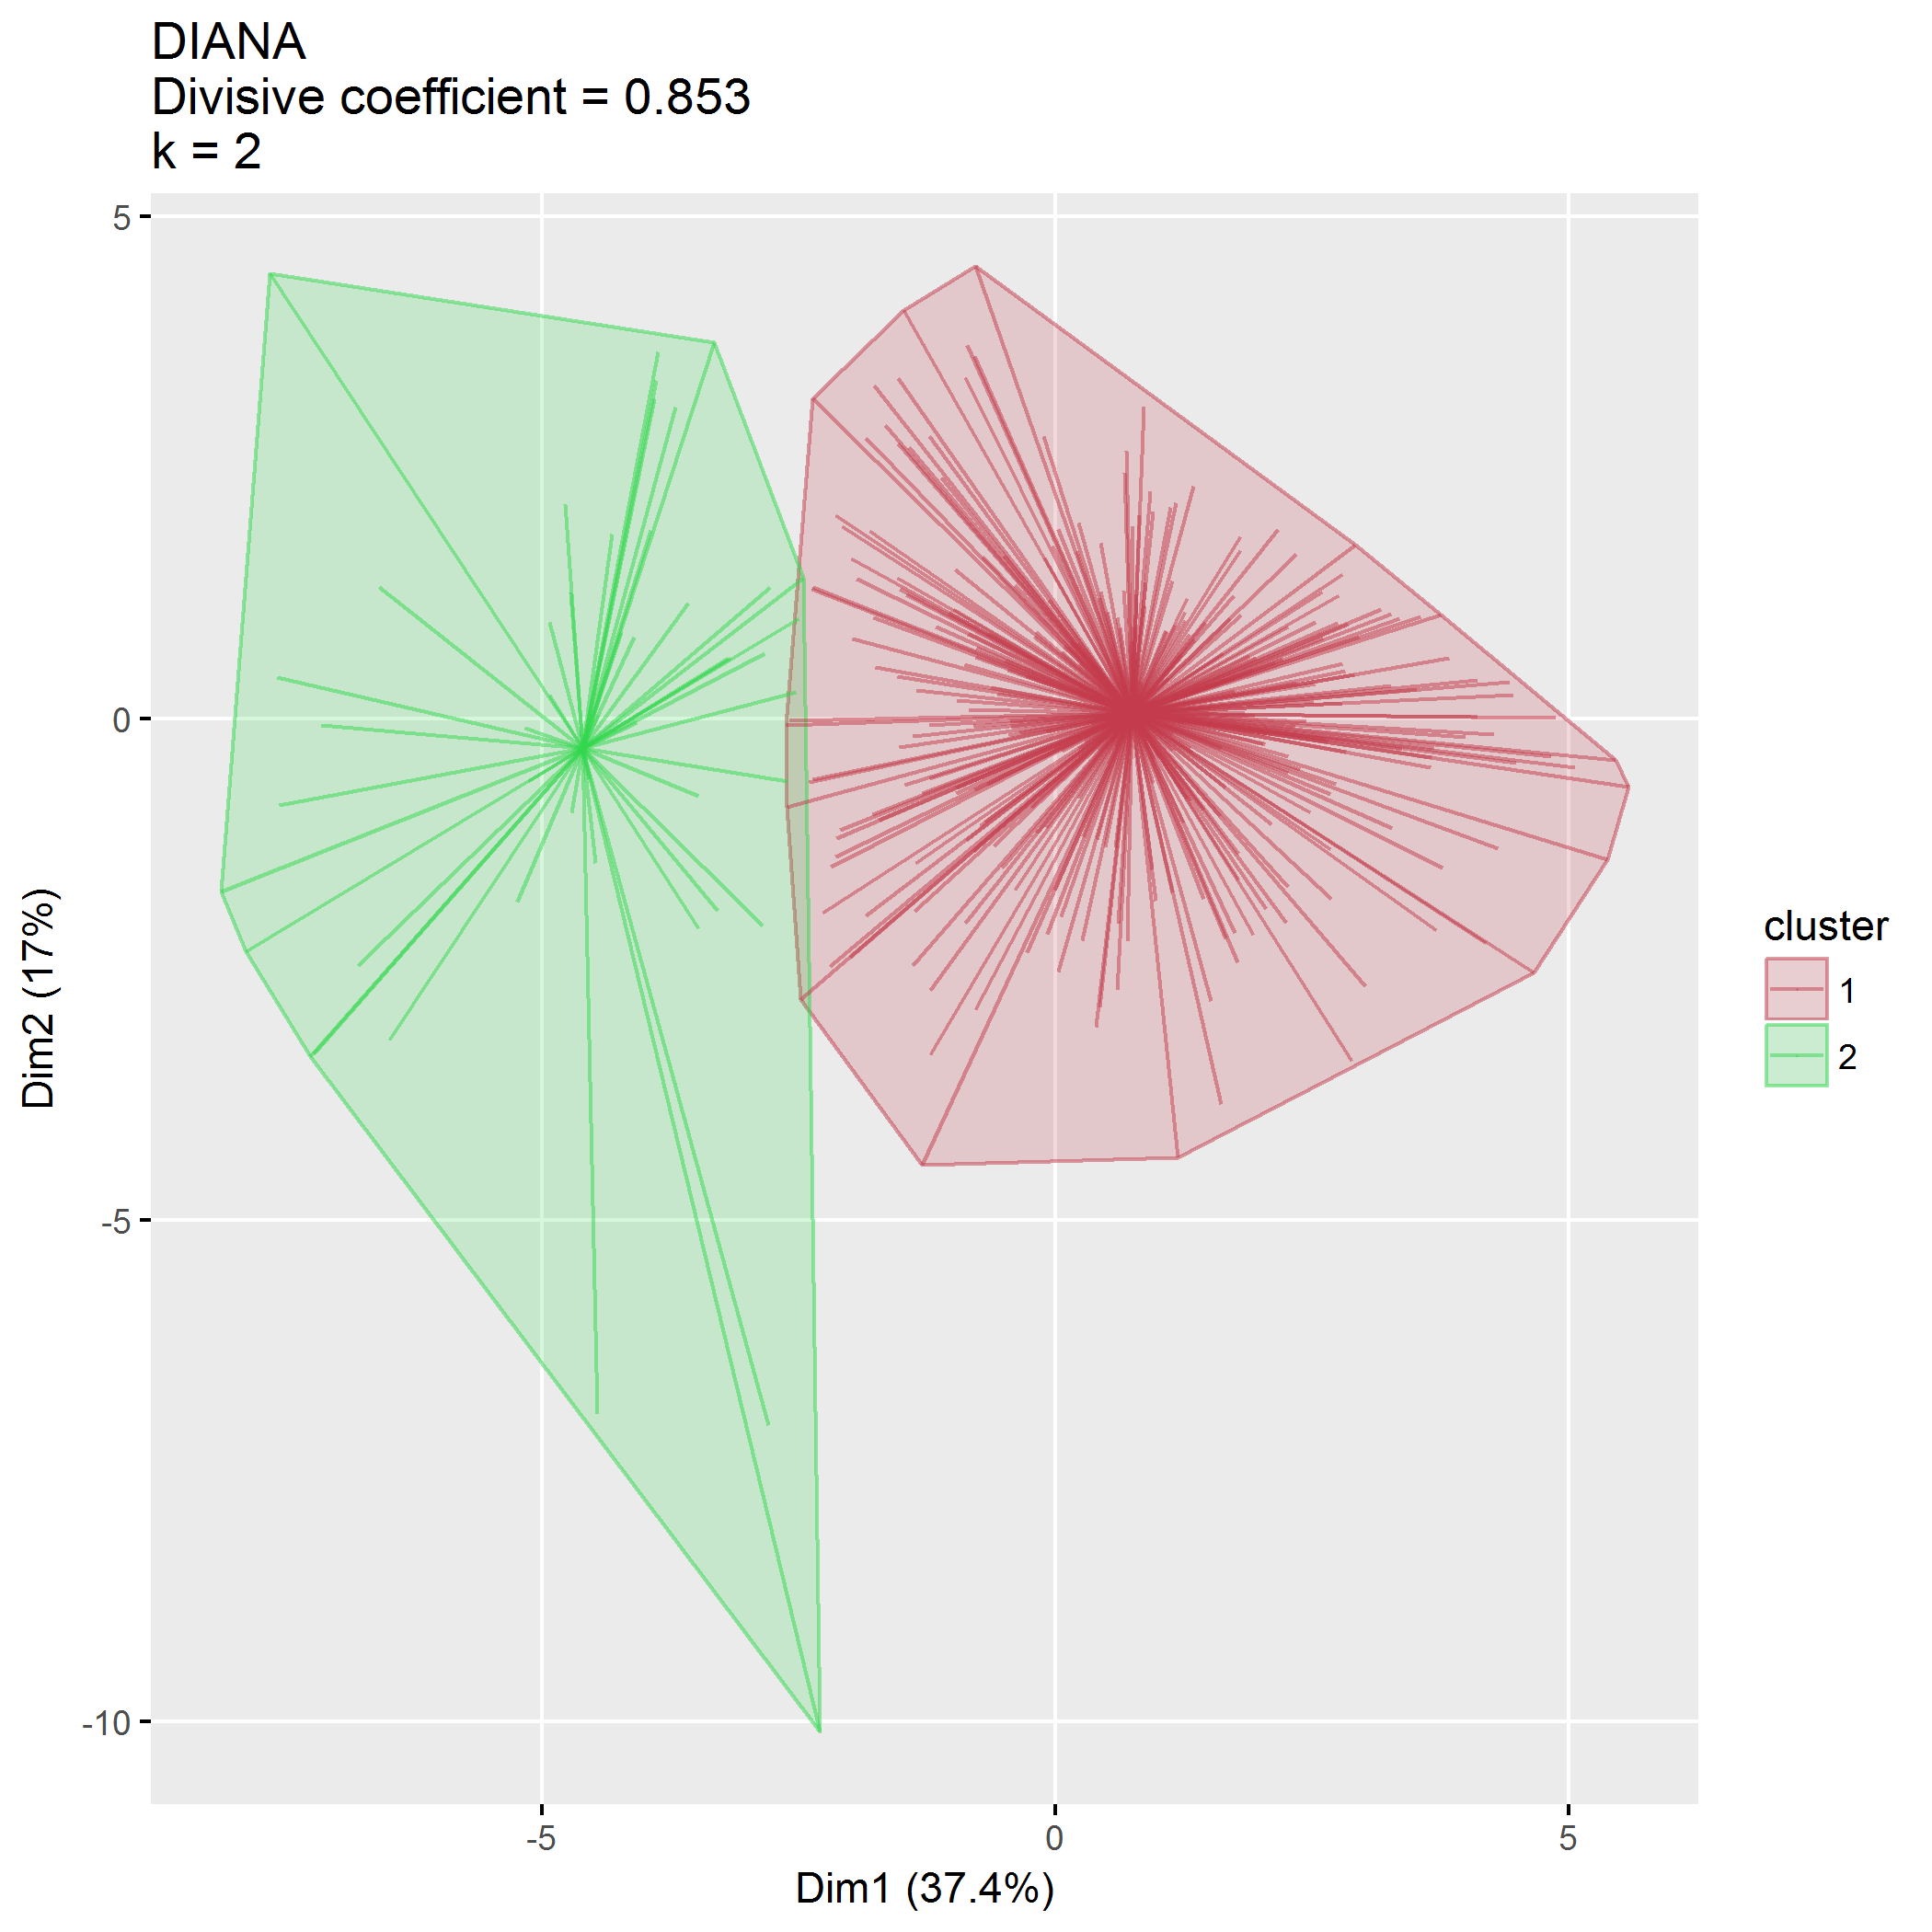 DIANA
Divisive coefficient = 0.853
k = 2
5
0
-5
-10
Dim2 (17%)
-5
0
5
Dim1 (37.4%)
cluster
1
2